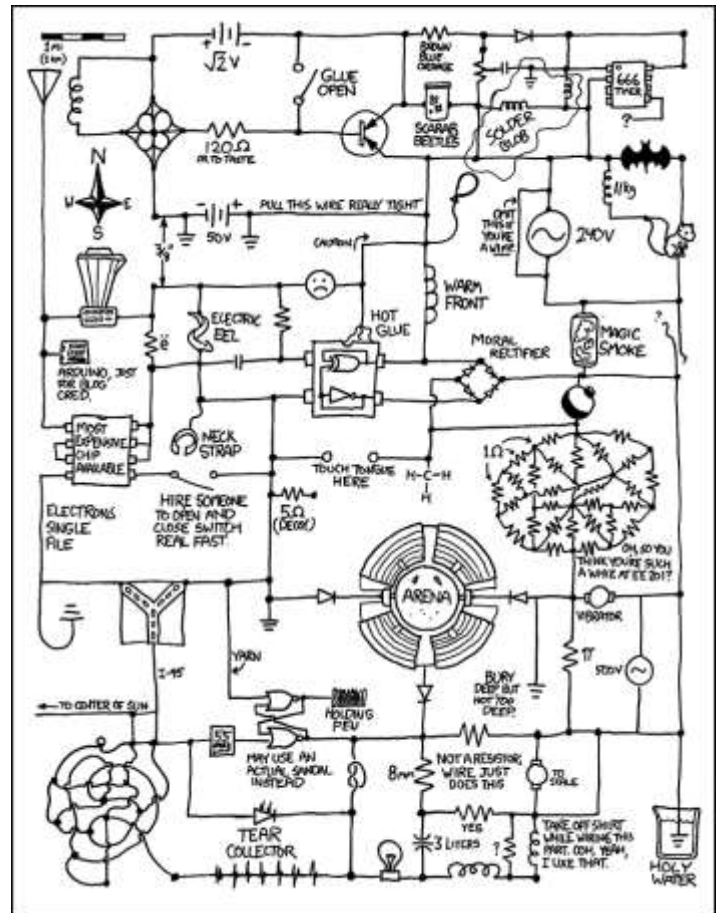 1 MI
(1 KM)
√2 V
GLUE
OPEN
BROWN
BLUE
ORANGE
666
TIMER
?
SCARAB
BEETLES
SOLDER
GLOB
120Ω
OR TO TASTE
N
W E
S
11kg
50V
PULL THIS WIRE REALLY TIGHT
OMIT
THIS IF
YOU'RE
A WIMP
240V
3/8"
CAUTION
WARM
FRONT
HOT
GLUE
ELECTRIC
EEL
MORAL
RECTIFIER
MAGIC
SMOKE
?
ARDUINO, JUST
FOR BLOG
CRED.
MOST
EXPENSIVE
CHIP
AVAILABLE
NECK
STRAP
TOUCH TONGUE
HERE
H-C-H
H
1Ω
ELECTRONS
SINGLE
FILE
HIRE SOMEONE
TO OPEN AND
CLOSE SWITCH
REAL FAST.
5Ω
(DECOY)
OH, SO YOU
THINK YOU'RE SUCH
A WHIZ AT EE 201?
ARENA
VIBRATOR
I-95
YARN
π
500V
BURY
DEEP BUT
NOT TOO
DEEP.
TO CENTER OF SUN
HOLDING
PEN
MAY USE AN
ACTUAL SANDAL
INSTEAD
NOT A RESISTOR;
WIRE JUST
DOES THIS
8mm
TO
SCALE
YES
TEAR
COLLECTOR
3 LITERS
?
TAKE OFF SHIRT
WHILE WIRING THIS
PART. OOH, YEAH,
I LIKE THAT.
HOLY
WATER